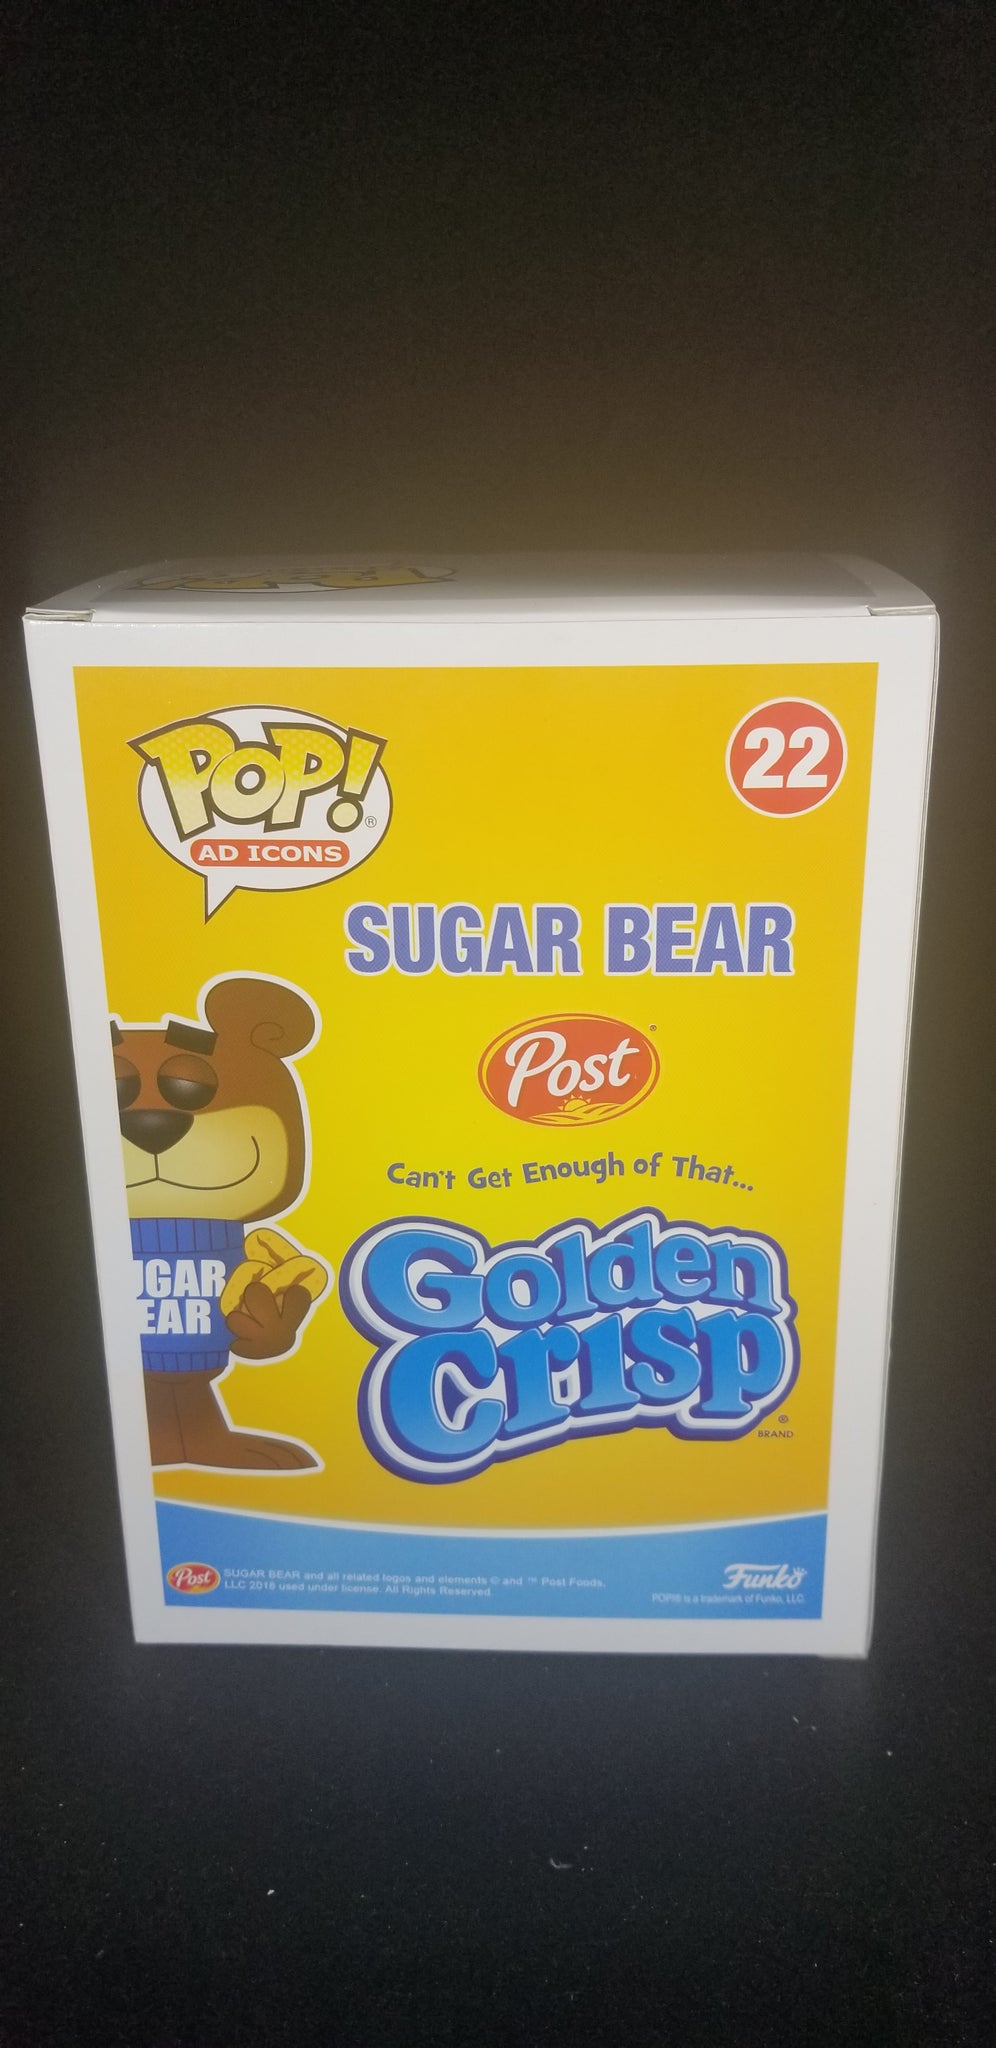 POP!®
AD ICONS
22
SUGAR BEAR
Post®
Can't Get Enough of That...
Golden
Crisp®
BRAND
UGAR
EAR
Post
SUGAR BEAR and all related logos and elements © and ™ Post Foods,
LLC 2018 used under license. All Rights Reserved.
Funko
POP!® is a trademark of Funko, LLC.